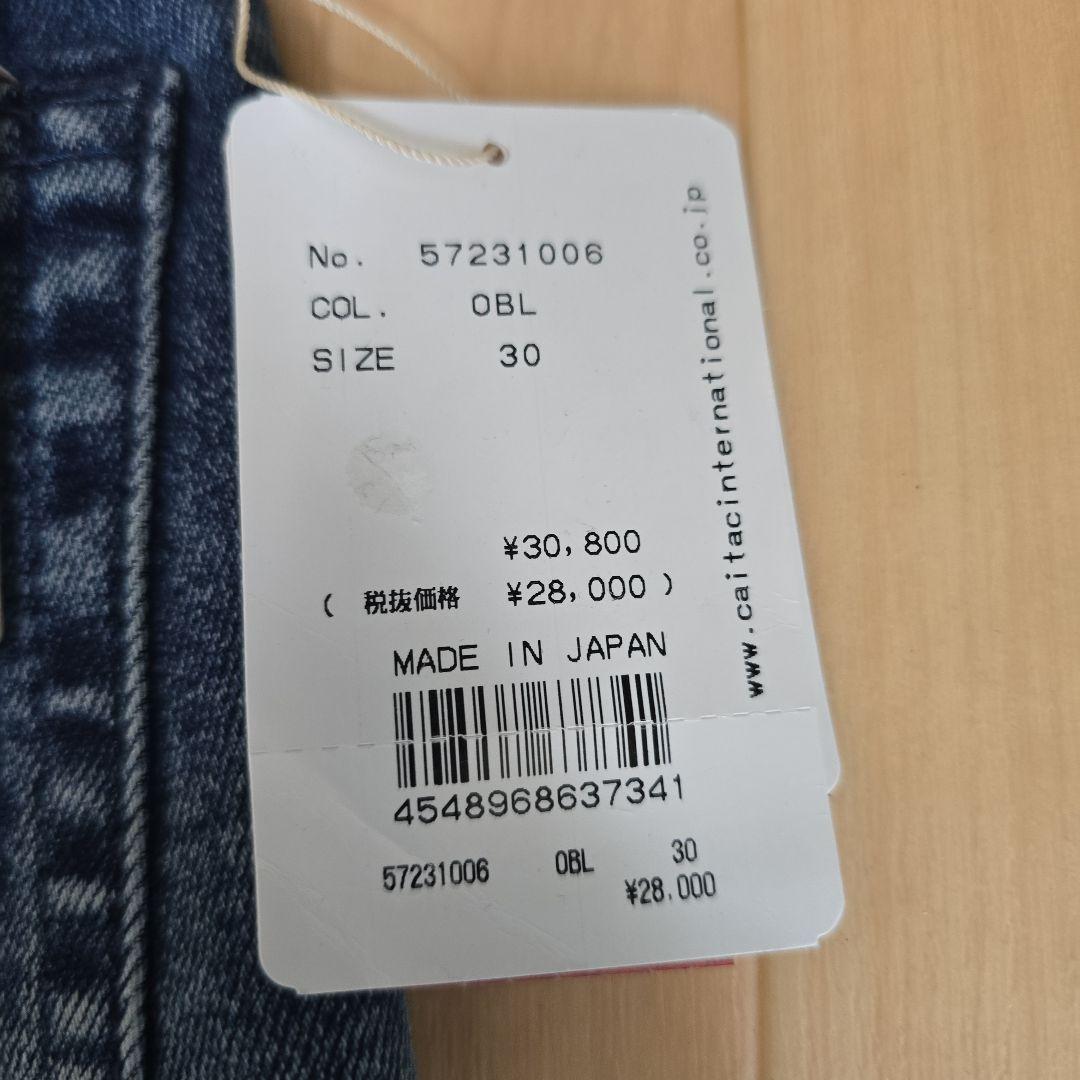 No. 57231006
COL. OBL
SIZE 30
¥30,800
( 税抜価格 ¥28,000 )
MADE IN JAPAN
4548968637341
57231006 OBL 30
¥28.000
www.caitacinternational.co.jp